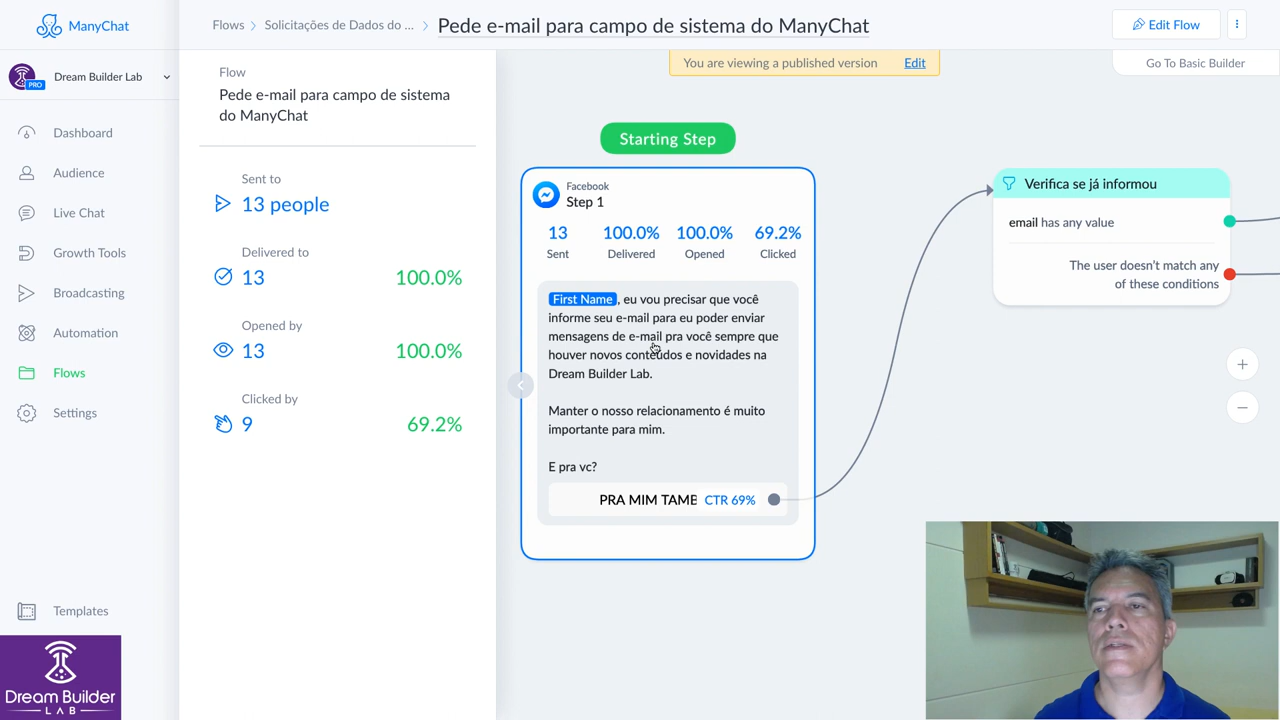 ManyChat
Flows
Solicitações de Dados do ...
Pede e-mail para campo de sistema do ManyChat
Edit Flow
Dream Builder Lab
PRO
Dashboard
Audience
Live Chat
Growth Tools
Broadcasting
Automation
Flows
Settings
Templates
Dream Builder
LAB
Flow
Pede e-mail para campo de sistema
do ManyChat
Sent to
13 people
Delivered to
13 100.0%
Opened by
13 100.0%
Clicked by
9 69.2%
You are viewing a published version Edit
Go To Basic Builder
Starting Step
Facebook
Step 1
13 100.0% 100.0% 69.2%
Sent Delivered Opened Clicked
First Name , eu vou precisar que você
informe seu e-mail para eu poder enviar
mensagens de e-mail pra você sempre que
houver novos conteúdos e novidades na
Dream Builder Lab.
Manter o nosso relacionamento é muito
importante para mim.
E pra vc?
PRA MIM TAMB CTR 69%
Verifica se já informou
email has any value
The user doesn't match any
of these conditions